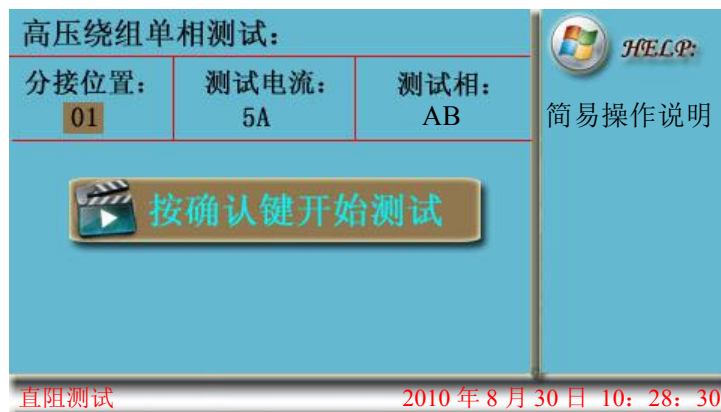 高压绕组单相测试：
HELP:
分接位置： 测试电流： 测试相：
01 5A AB
简易操作说明
按确认键开始测试
直阻测试 2010 年 8 月 30 日 10：28：30